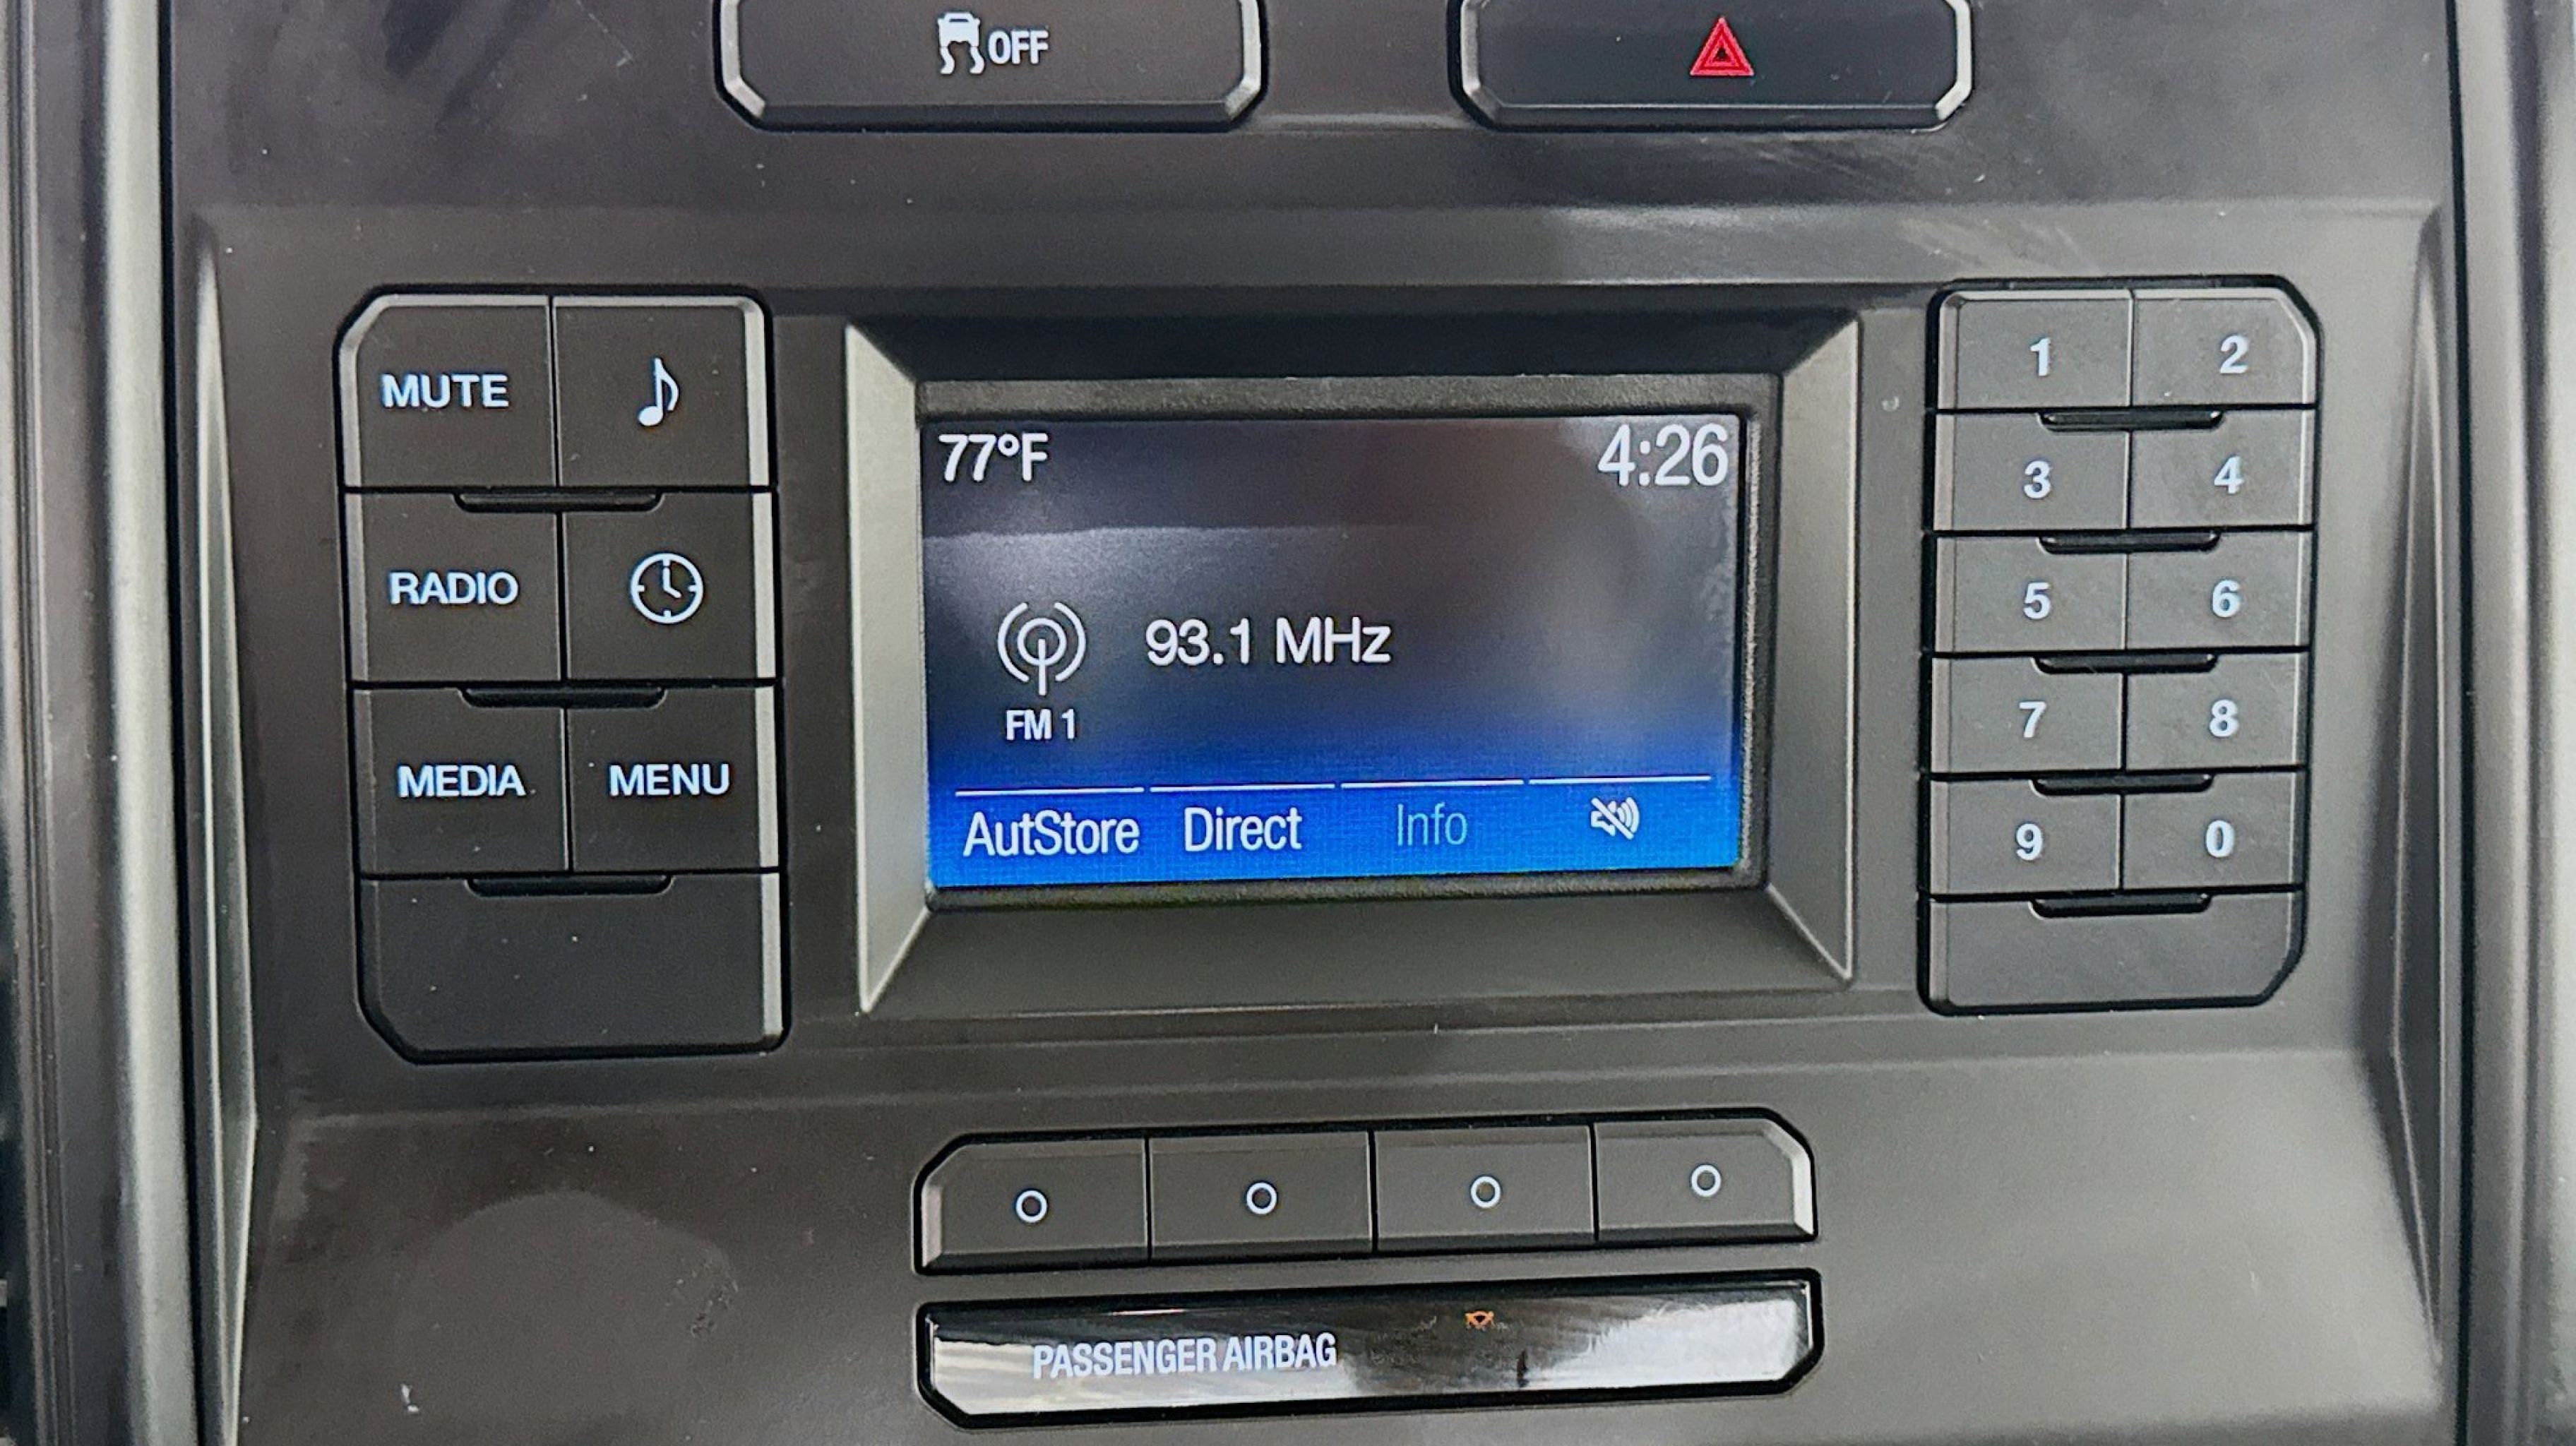 OFF
MUTE
RADIO
MEDIA MENU
77°F 4:26
93.1 MHz
FM 1
AutStore Direct Info
1 2
3 4
5 6
7 8
9 0
PASSENGER AIRBAG